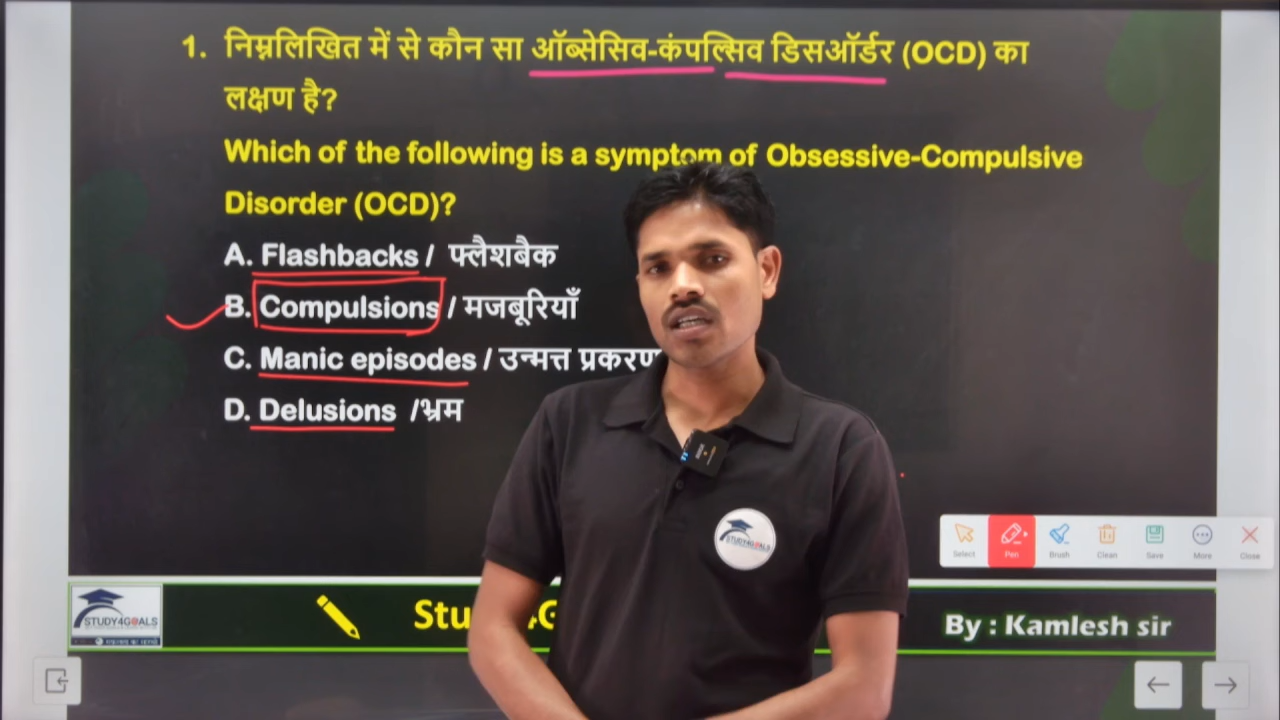 1. निम्नलिखित में से कौन सा ऑब्सेसिव-कंपल्सिव डिसऑर्डर (OCD) का
लक्षण है?
Which of the following is a symptom of Obsessive-Compulsive
Disorder (OCD)?
A. Flashbacks / फ्लैशबैक
B. Compulsions / मजबूरियाँ
C. Manic episodes / उन्मत्त प्रकरण
D. Delusions /भ्रम
STUDY4GOALS
Select Pen Brush Clean Save More Close
STUDY4GOALS
By : Kamlesh sir